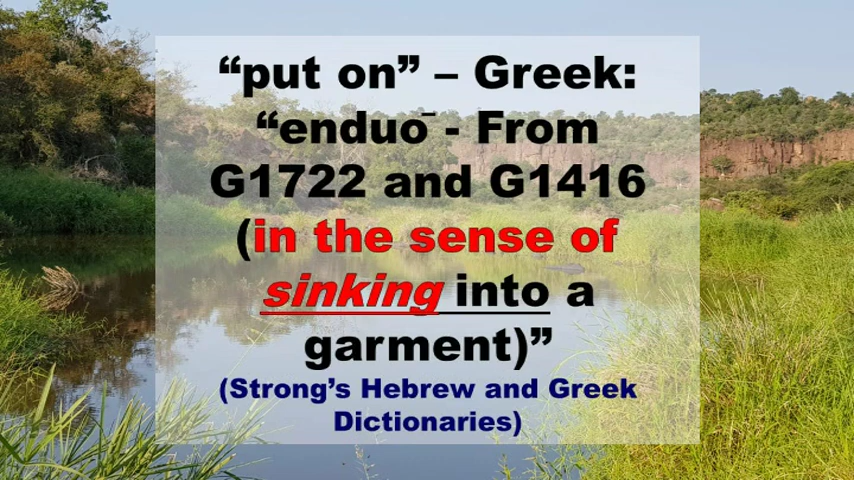 “put on” – Greek:
“enduō - From
G1722 and G1416
(in the sense of
sinking into a
garment)”
(Strong’s Hebrew and Greek
Dictionaries)